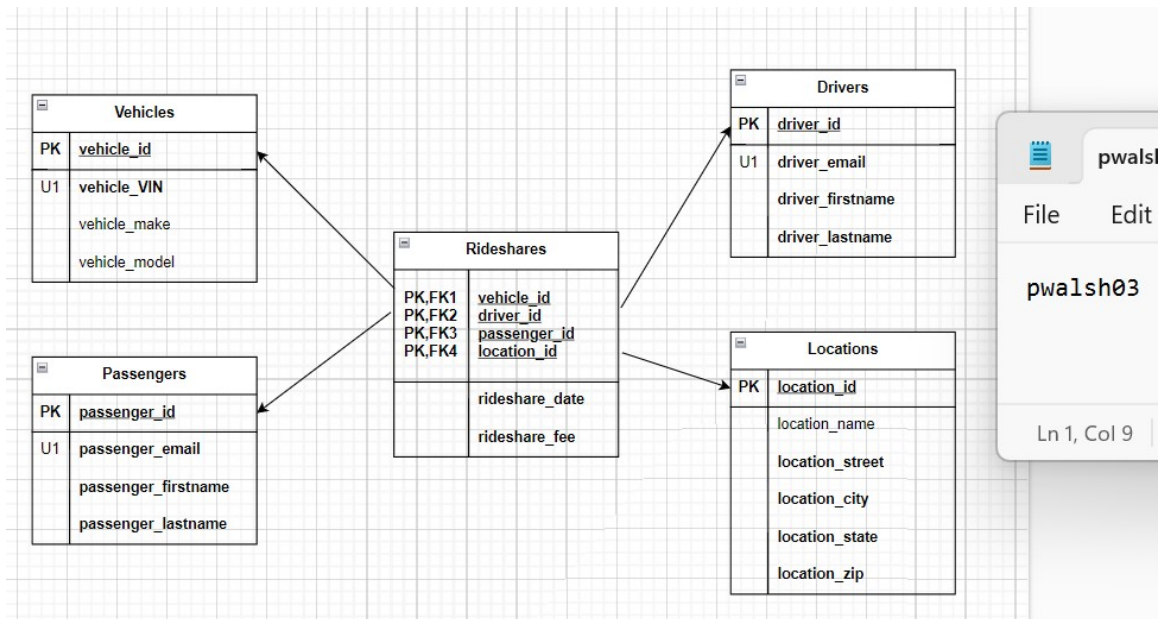 Vehicles
PK vehicle_id
U1 vehicle_VIN
vehicle_make
vehicle_model
Passengers
PK passenger_id
U1 passenger_email
passenger_firstname
passenger_lastname
Rideshares
PK,FK1 vehicle_id
PK,FK2 driver_id
PK,FK3 passenger_id
PK,FK4 location_id
rideshare_date
rideshare_fee
Drivers
PK driver_id
U1 driver_email
driver_firstname
driver_lastname
Locations
PK location_id
location_name
location_street
location_city
location_state
location_zip
pwalsh
File Edit
pwalsh03
Ln 1, Col 9